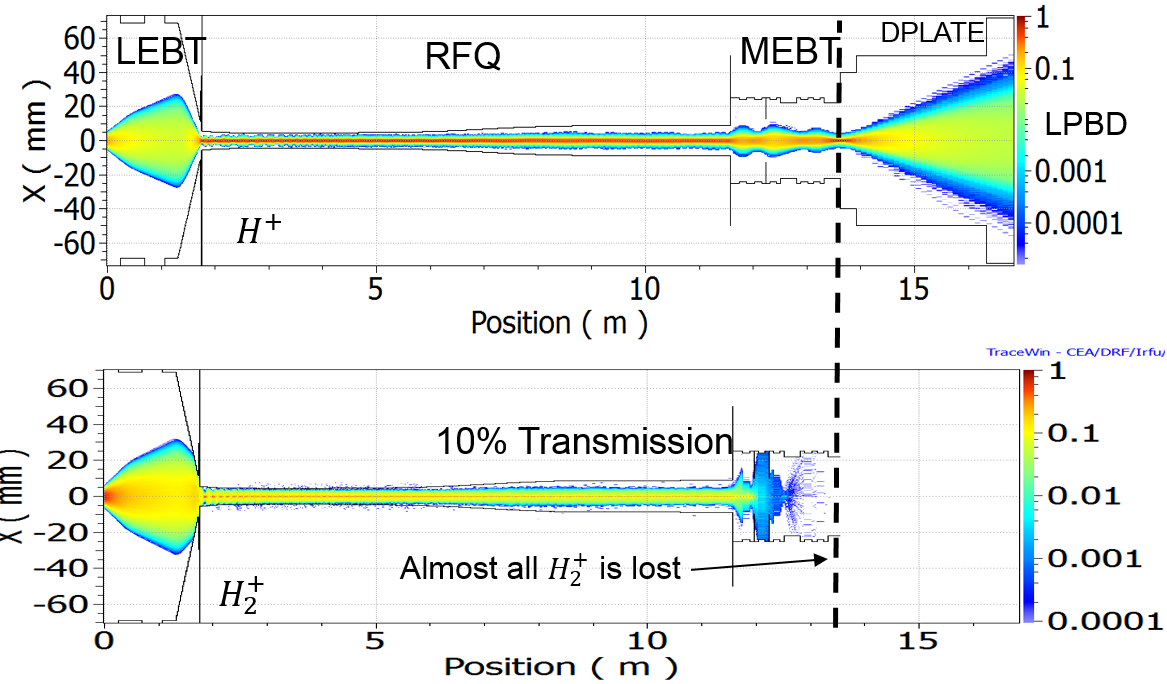 LEBT
RFQ
MEBT
DPLATE
LPBD
X ( mm )
60
40
20
0
-20
-40
-60
H⁺
1
0.1
0.001
0.0001
0 5 10 15
Position ( m )
TraceWin - CEA/DRF/Irfu/
X ( mm )
60
40
20
0
-20
-40
-60
10% Transmission
Almost all H₂⁺ is lost
H₂⁺
1
0.1
0.01
0.001
0.0001
0 5 10 15
Position ( m )